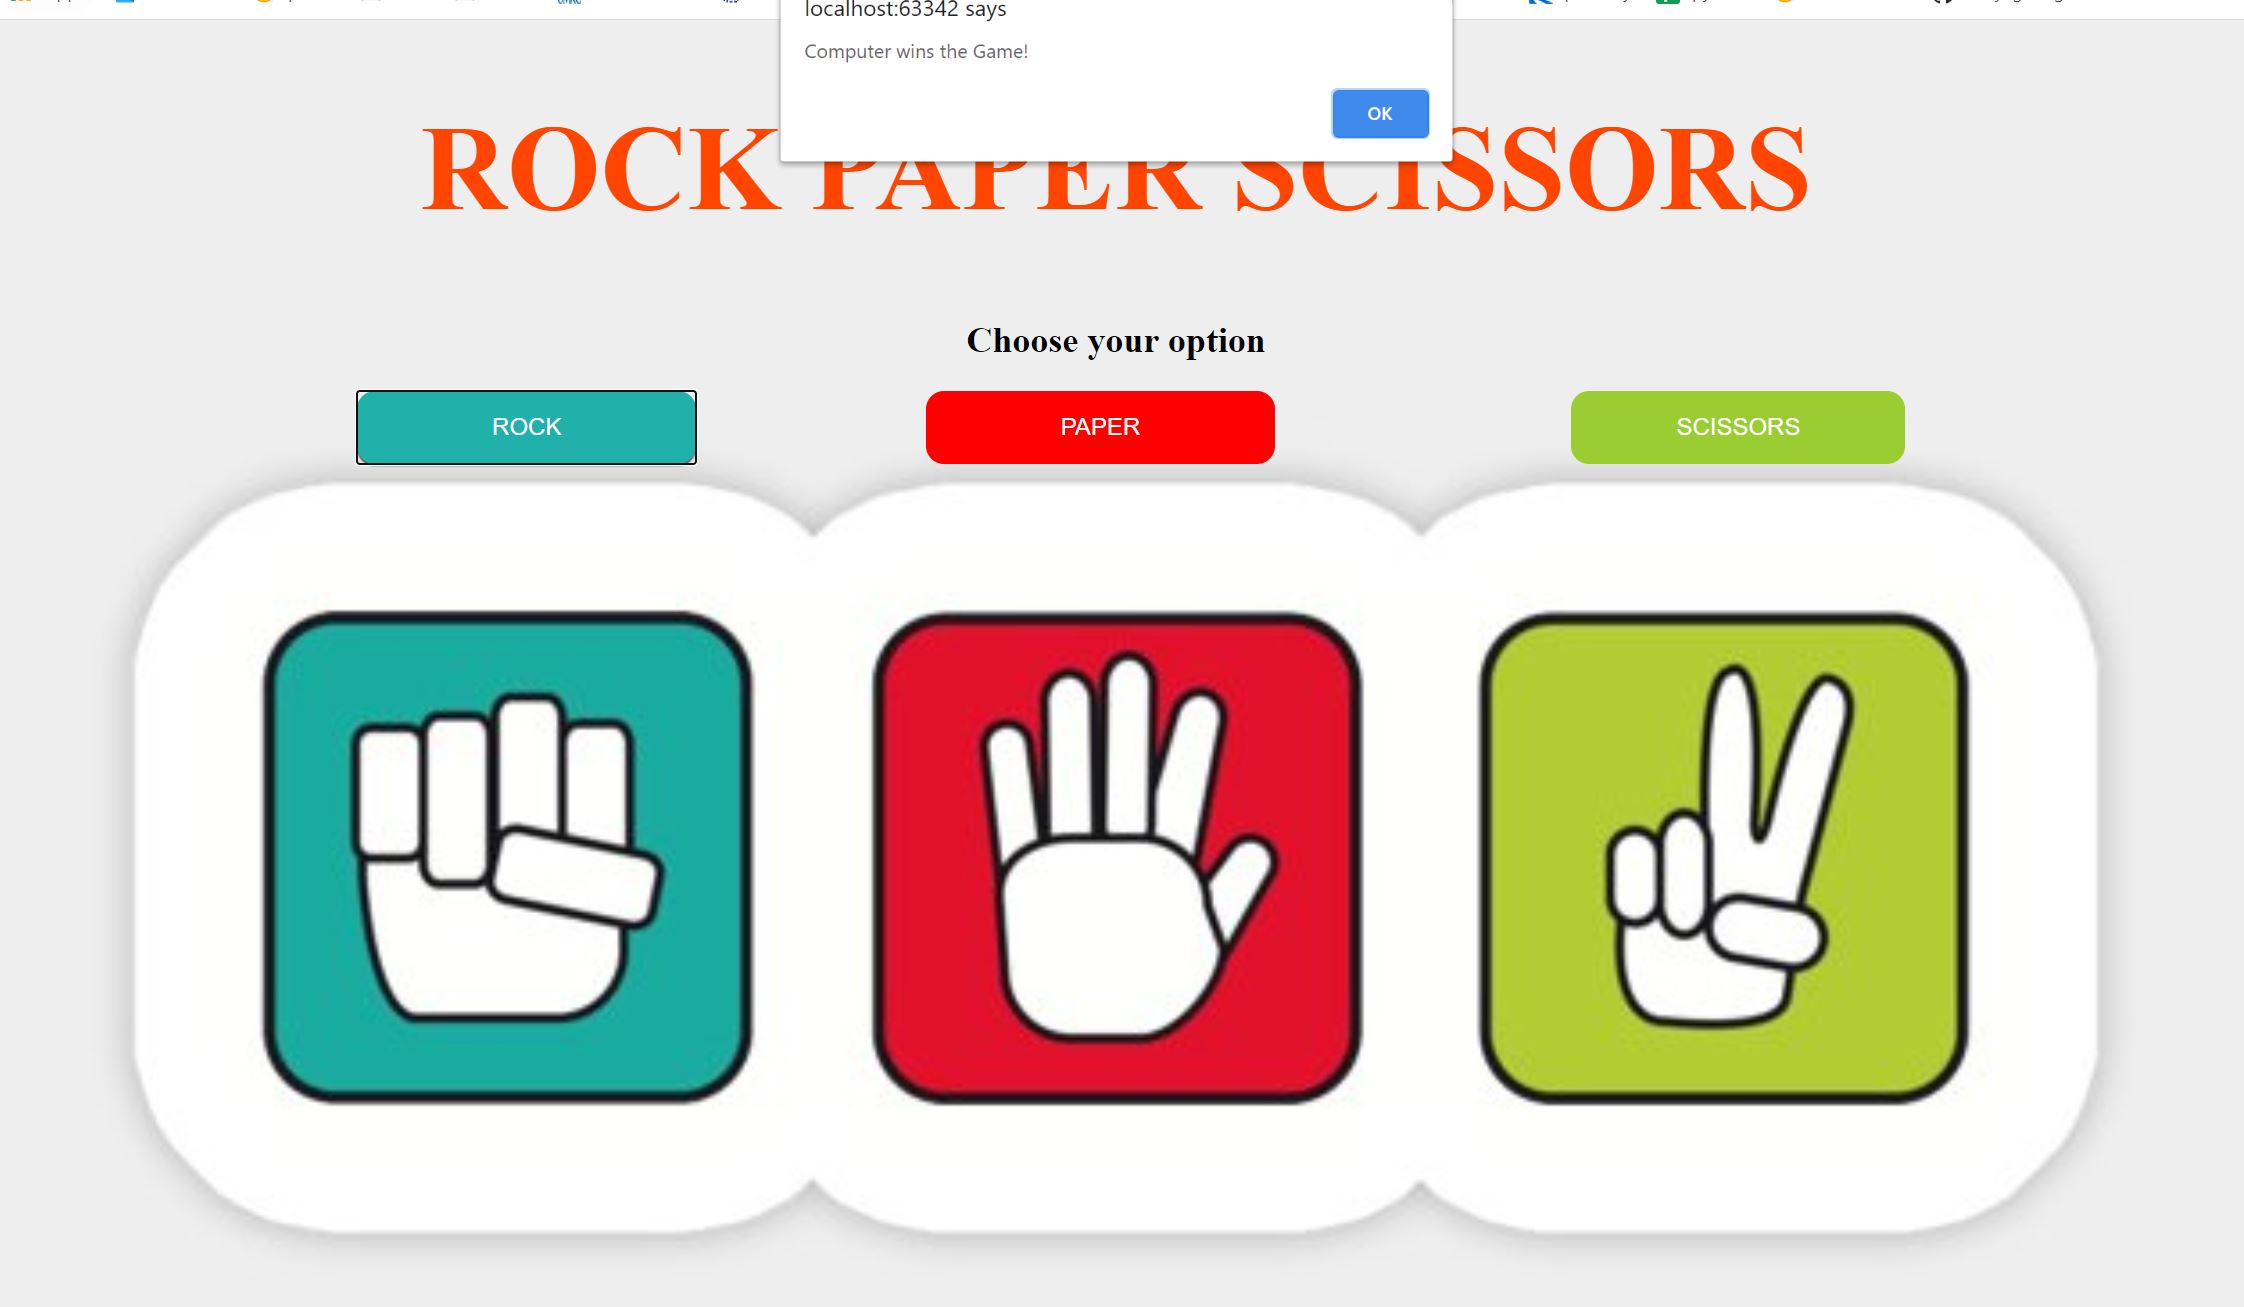 localhost:63342 says
Computer wins the Game!
OK
ROCK PAPER SCISSORS
Choose your option
ROCK
PAPER
SCISSORS